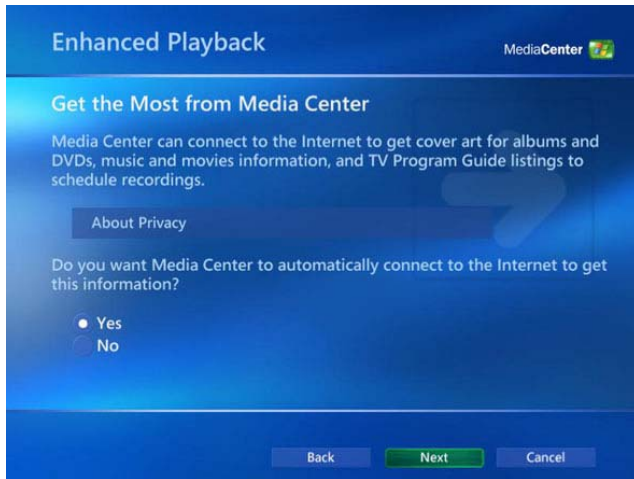 Enhanced Playback
MediaCenter
Get the Most from Media Center
Media Center can connect to the Internet to get cover art for albums and
DVDs, music and movies information, and TV Program Guide listings to
schedule recordings.
About Privacy
Do you want Media Center to automatically connect to the Internet to get
this information?
Yes
No
Back Next Cancel